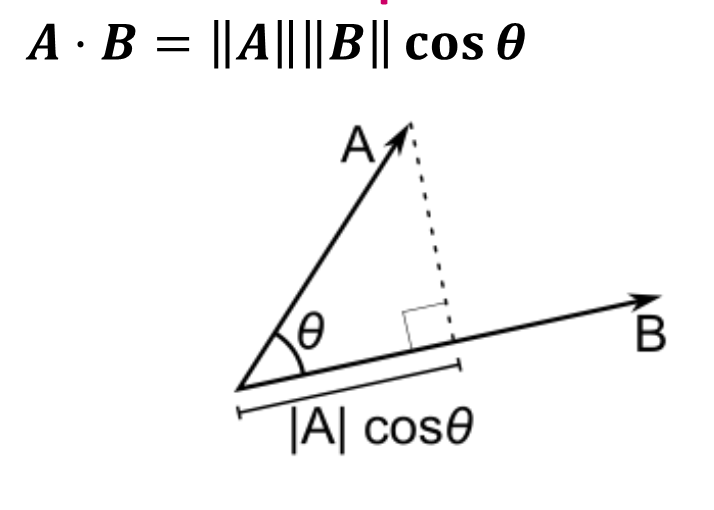 A · B = ||A||||B|| cos θ
A
θ
B
|A| cosθ